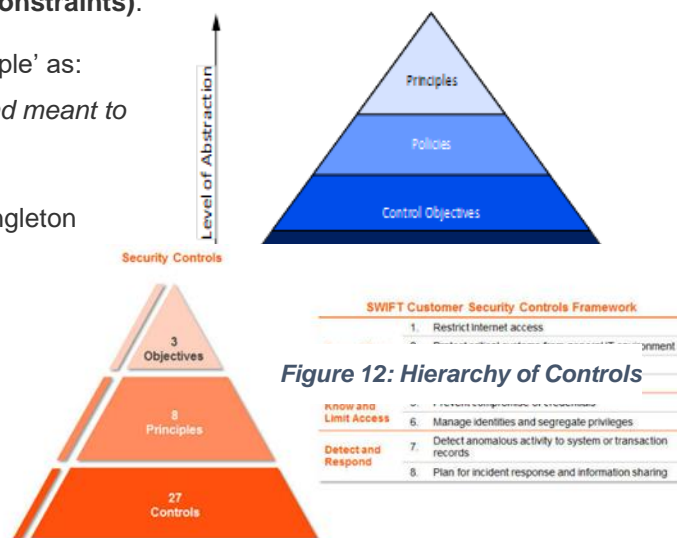 onstraints).
ple' as:
d meant to
ngleton
Level of Abstraction
Principles
Policies
Control Objectives
Security Controls
3
Objectives
8
Principles
27
Controls
SWIFT Customer Security Controls Framework
1. Restrict Internet access
Figure 12: Hierarchy of Controls
Know and
Limit Access
6. Manage identities and segregate privileges
Detect and
Respond
7. Detect anomalous activity to system or transaction
records
8. Plan for incident response and information sharing